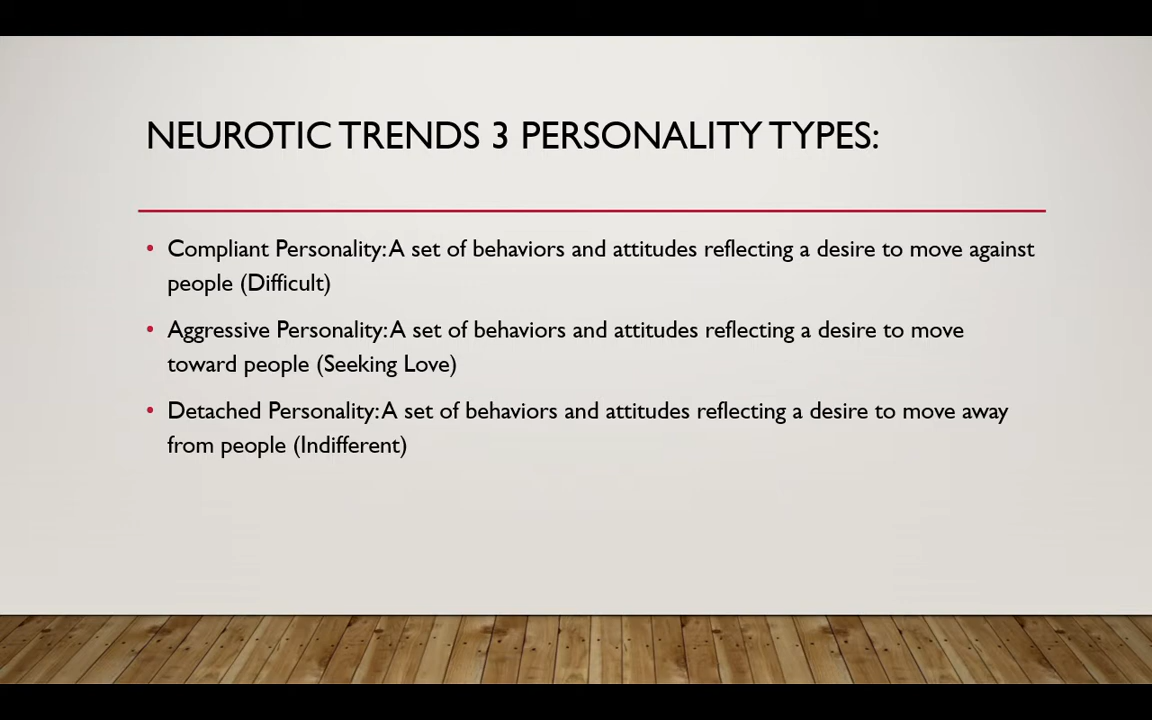 NEUROTIC TRENDS 3 PERSONALITY TYPES:
• Compliant Personality: A set of behaviors and attitudes reflecting a desire to move against
people (Difficult)
• Aggressive Personality: A set of behaviors and attitudes reflecting a desire to move
toward people (Seeking Love)
• Detached Personality: A set of behaviors and attitudes reflecting a desire to move away
from people (Indifferent)